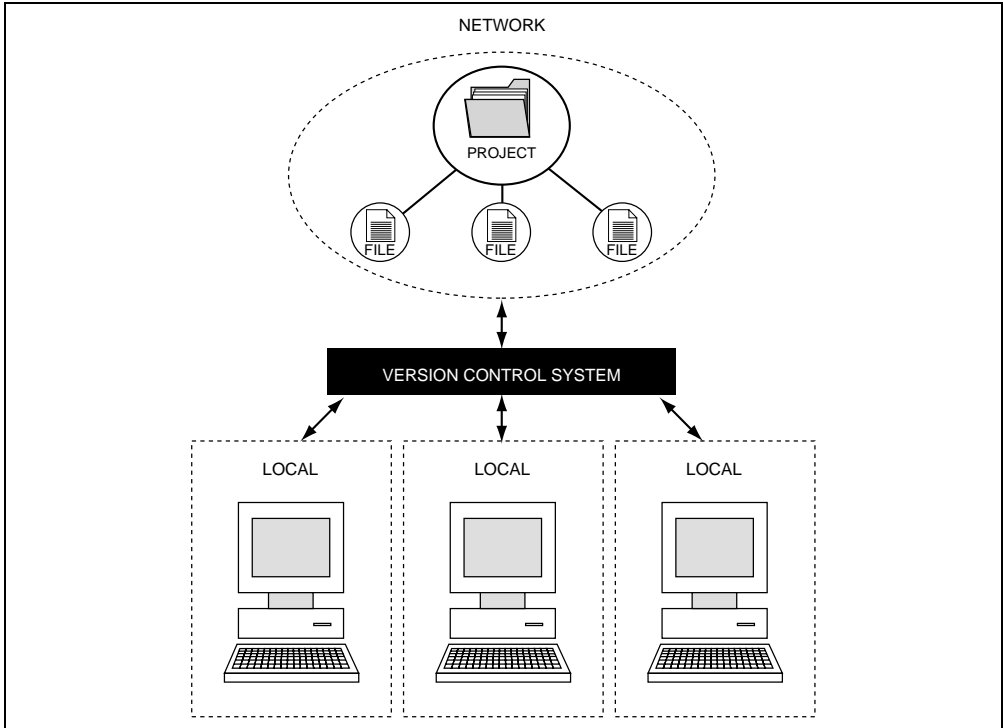 NETWORK
PROJECT
FILE
FILE
FILE
VERSION CONTROL SYSTEM
LOCAL
LOCAL
LOCAL